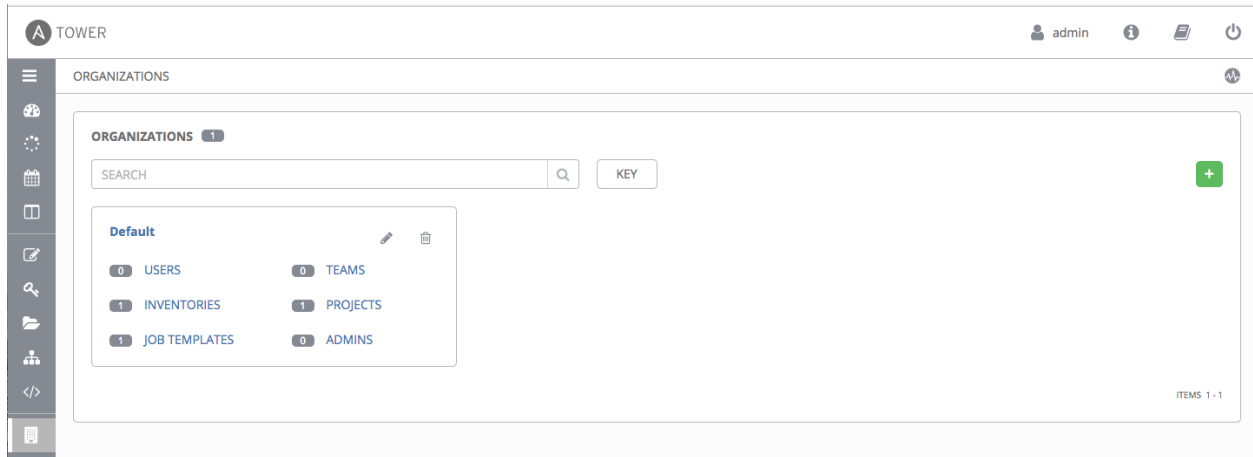 A TOWER admin
ORGANIZATIONS
ORGANIZATIONS 1
SEARCH KEY +
Default
0 USERS 0 TEAMS
1 INVENTORIES 1 PROJECTS
1 JOB TEMPLATES 0 ADMINS
ITEMS 1 - 1